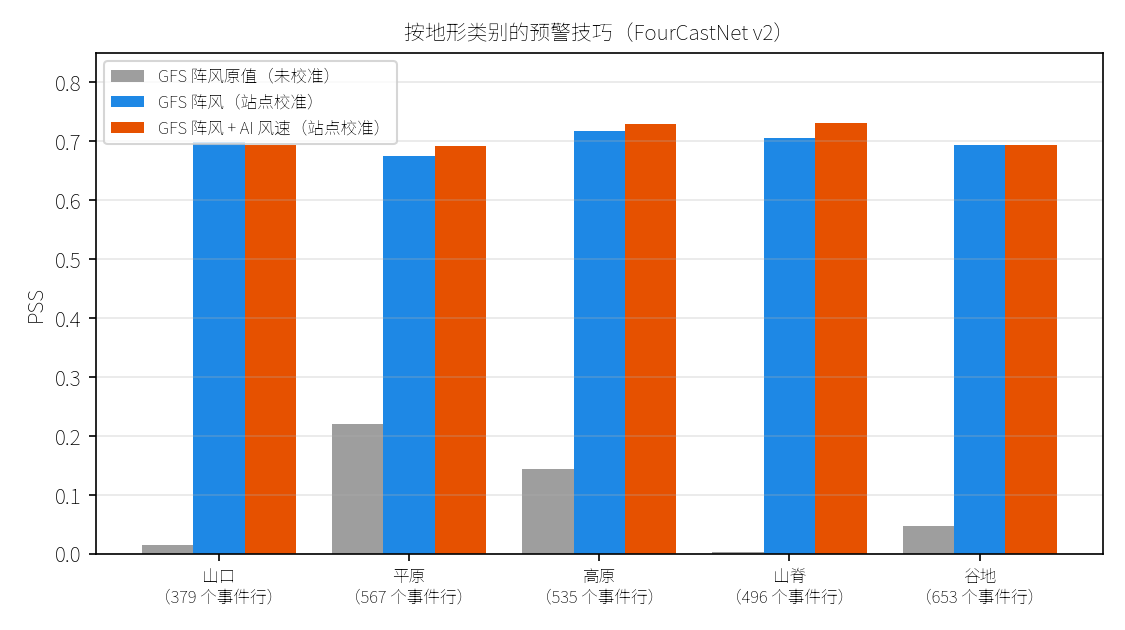 按地形类别的预警技巧（FourCastNet v2）
GFS 阵风原值（未校准）
GFS 阵风（站点校准）
GFS 阵风 + AI 风速（站点校准）
PSS
0.8
0.7
0.6
0.5
0.4
0.3
0.2
0.1
0.0
山口
（379 个事件行）
平原
（567 个事件行）
高原
（535 个事件行）
山脊
（496 个事件行）
谷地
（653 个事件行）